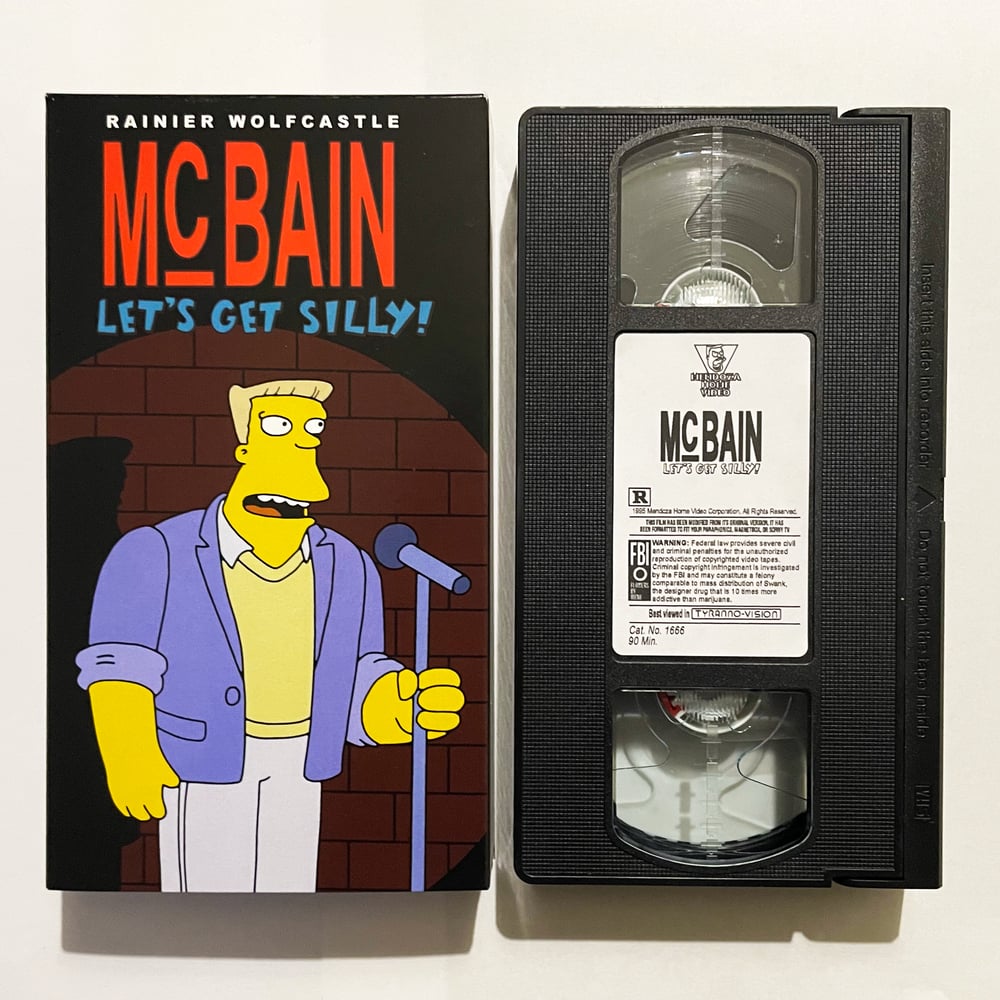 RAINIER WOLFCASTLE
McBAIN
LET'S GET SILLY!
MENDOZA
HOME
VIDEO
McBAIN
LET'S GET SILLY!
R
1995 Mendoza Home Video Corporation. All Rights Reserved.
THIS FILM HAS BEEN MODIFIED FROM ITS ORIGINAL VERSION. IT HAS
BEEN FORMATTED TO FIT YOUR PANAPHONICS, MAGNETBOX, OR SORNY TV
FBI
WARNING: Federal law provides severe civil
and criminal penalties for the unauthorized
reproduction of copyrighted video tapes.
Criminal copyright infringement is investigated
by the FBI and may constitute a felony
comparable to mass distribution of Swank,
the designer drug that is 10 times more
addictive than marijuana.
Best viewed in TYRANNO-VISION
Cat. No. 1666
90 Min.
Insert this side into recorder
Do not touch the tape inside